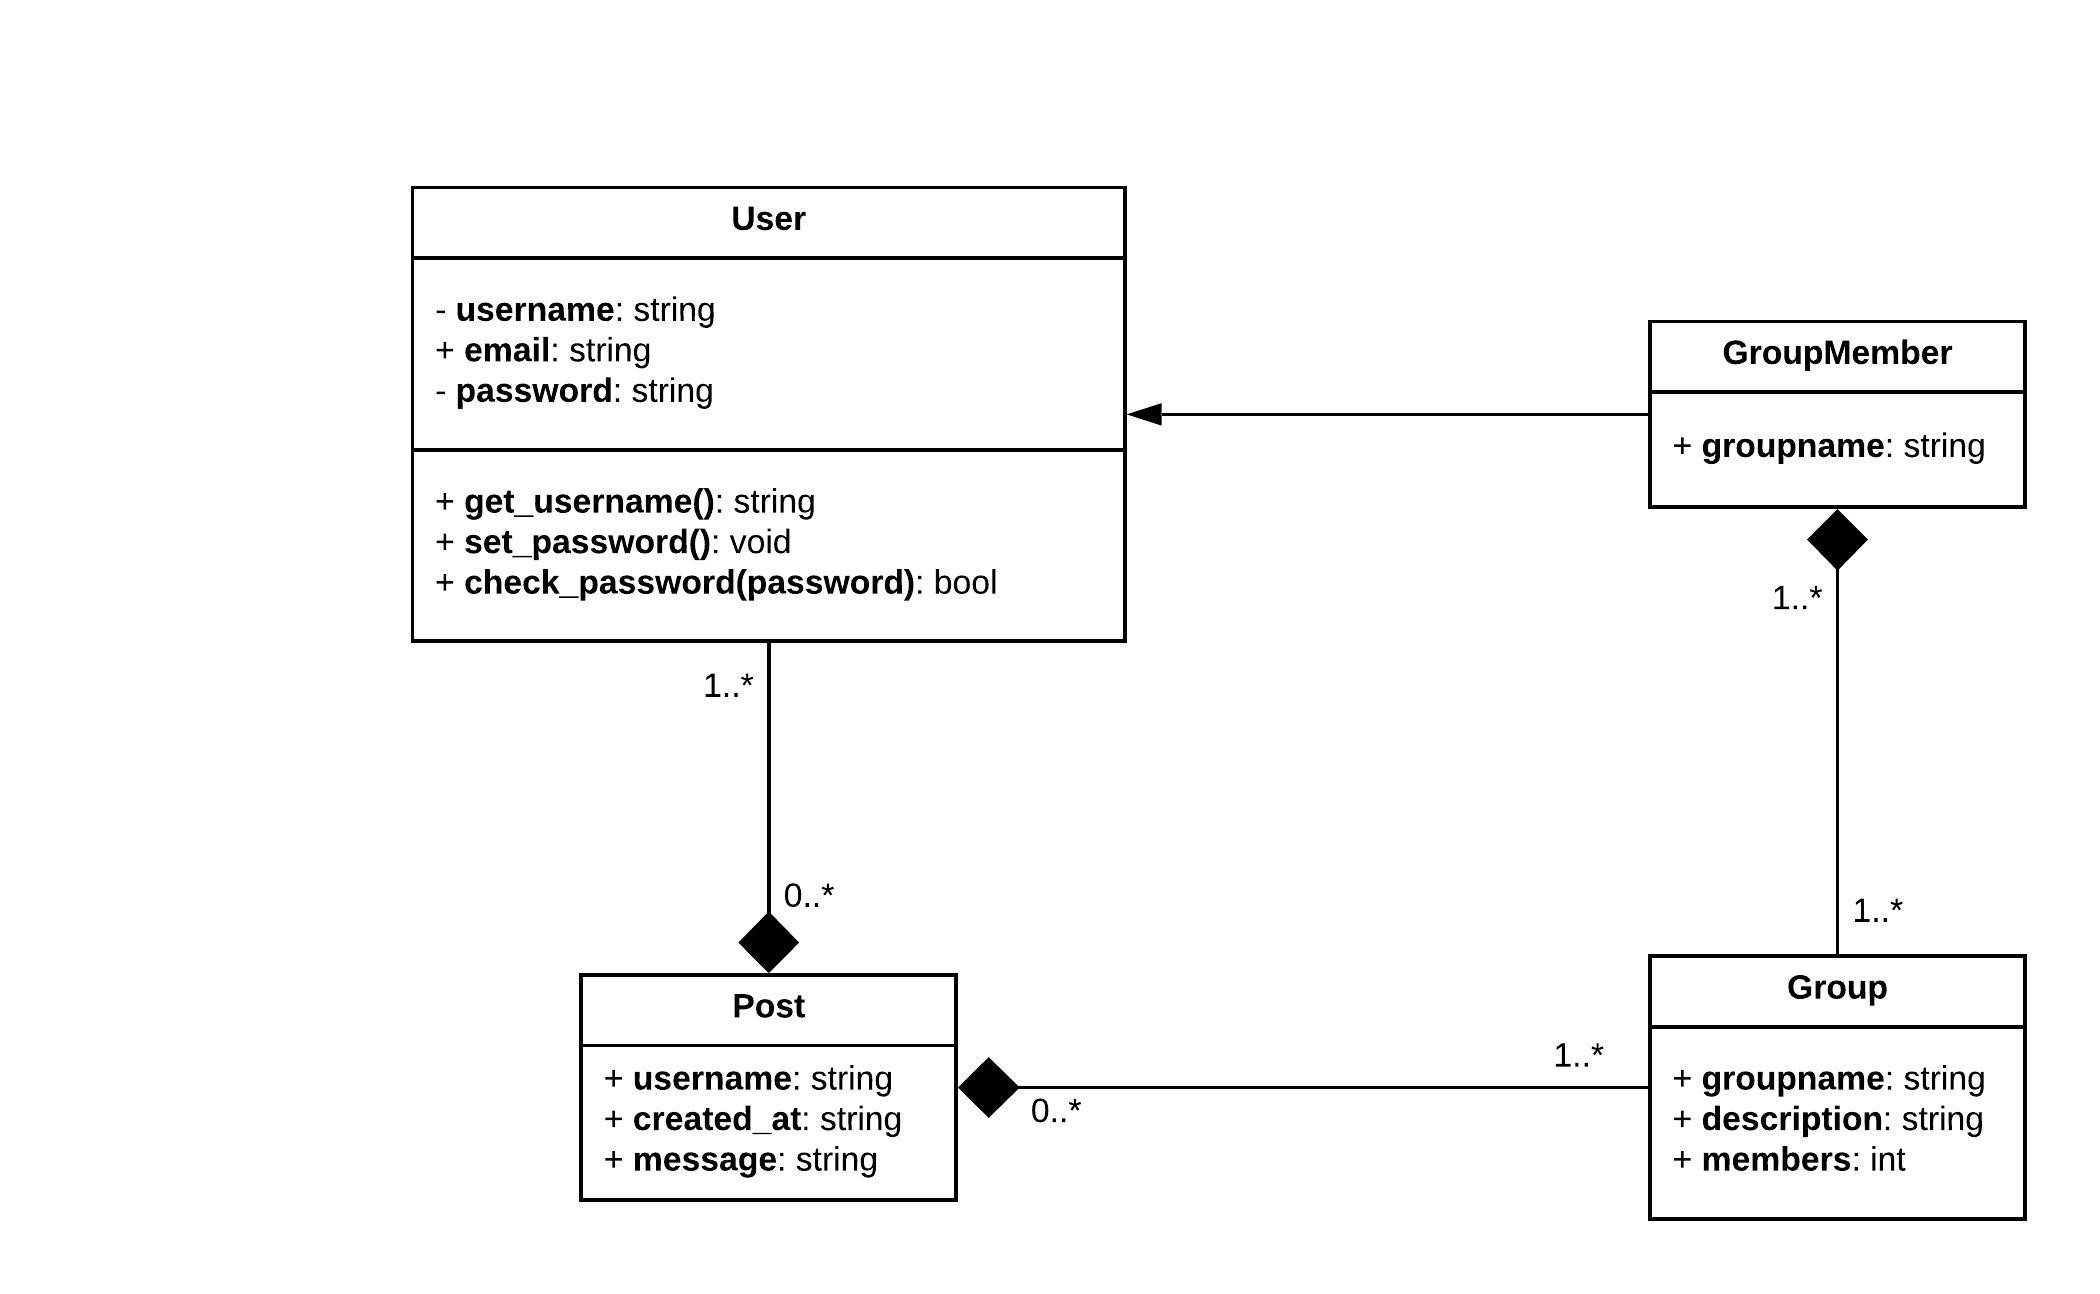 User
- username: string
+ email: string
- password: string
+ get_username(): string
+ set_password(): void
+ check_password(password): bool
GroupMember
+ groupname: string
1..*
1..*
1..*
0..*
Post
+ username: string
+ created_at: string
+ message: string
0..*
1..*
Group
+ groupname: string
+ description: string
+ members: int